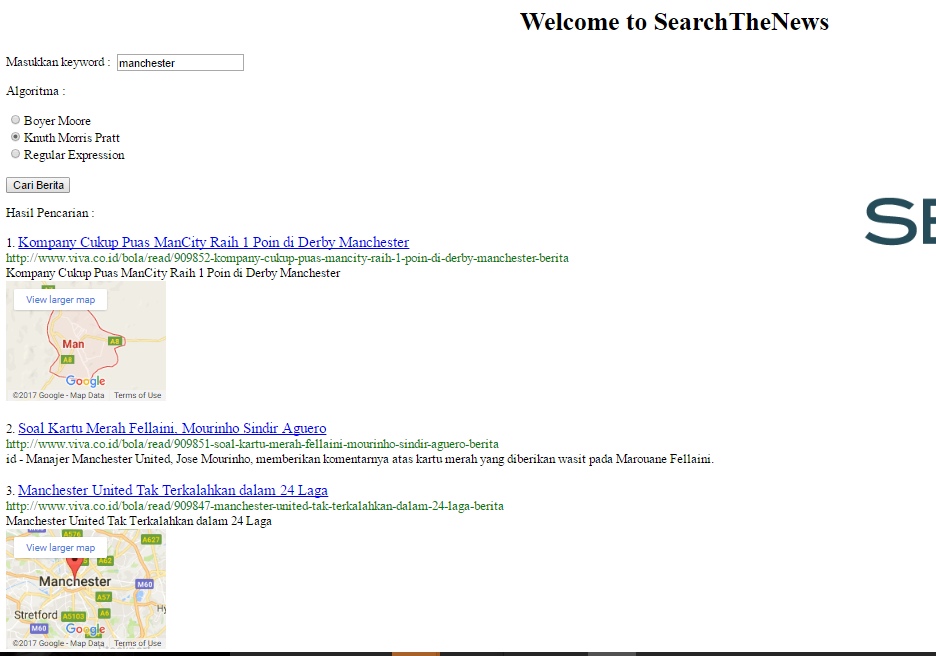 Welcome to SearchTheNews
Masukkan keyword : manchester
Algoritma :
Boyer Moore
Knuth Morris Pratt
Regular Expression
Cari Berita
Hasil Pencarian :
SE
1. Kompany Cukup Puas ManCity Raih 1 Poin di Derby Manchester
http://www.viva.co.id/bola/read/909852-kompany-cukup-puas-mancity-raih-1-poin-di-derby-manchester-berita
Kompany Cukup Puas ManCity Raih 1 Poin di Derby Manchester
View larger map
Man
A8
A8
Google
©2017 Google - Map Data Terms of Use
2. Soal Kartu Merah Fellaini, Mourinho Sindir Aguero
http://www.viva.co.id/bola/read/909851-soal-kartu-merah-fellaini-mourinho-sindir-aguero-berita
id - Manajer Manchester United, Jose Mourinho, memberikan komentarnya atas kartu merah yang diberikan wasit pada Marouane Fellaini.
3. Manchester United Tak Terkalahkan dalam 24 Laga
http://www.viva.co.id/bola/read/909847-manchester-united-tak-terkalahkan-dalam-24-laga-berita
Manchester United Tak Terkalahkan dalam 24 Laga
A576
A627
View larger map
A62
Manchester
M60
A57
Hy
Stretford A5103 A6
M60 Google
©2017 Google - Map Data Terms of Use